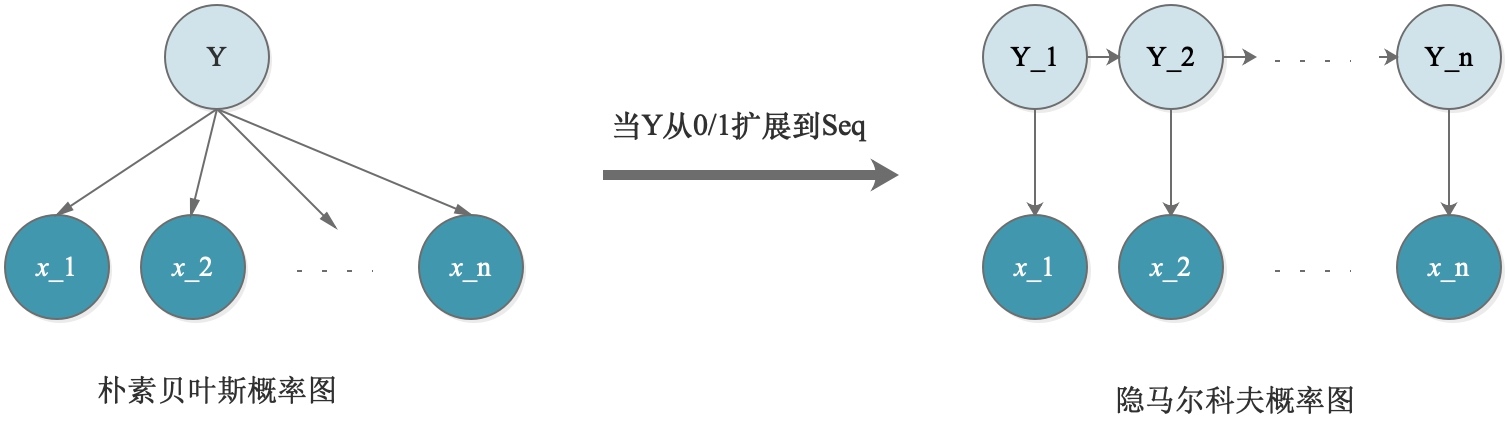 Y
Y_1
Y_2
- - - -
Y_n
当Y从0/1扩展到Seq
x_1
x_2
- - - -
x_n
x_1
x_2
- - - -
x_n
朴素贝叶斯概率图
隐马尔科夫概率图